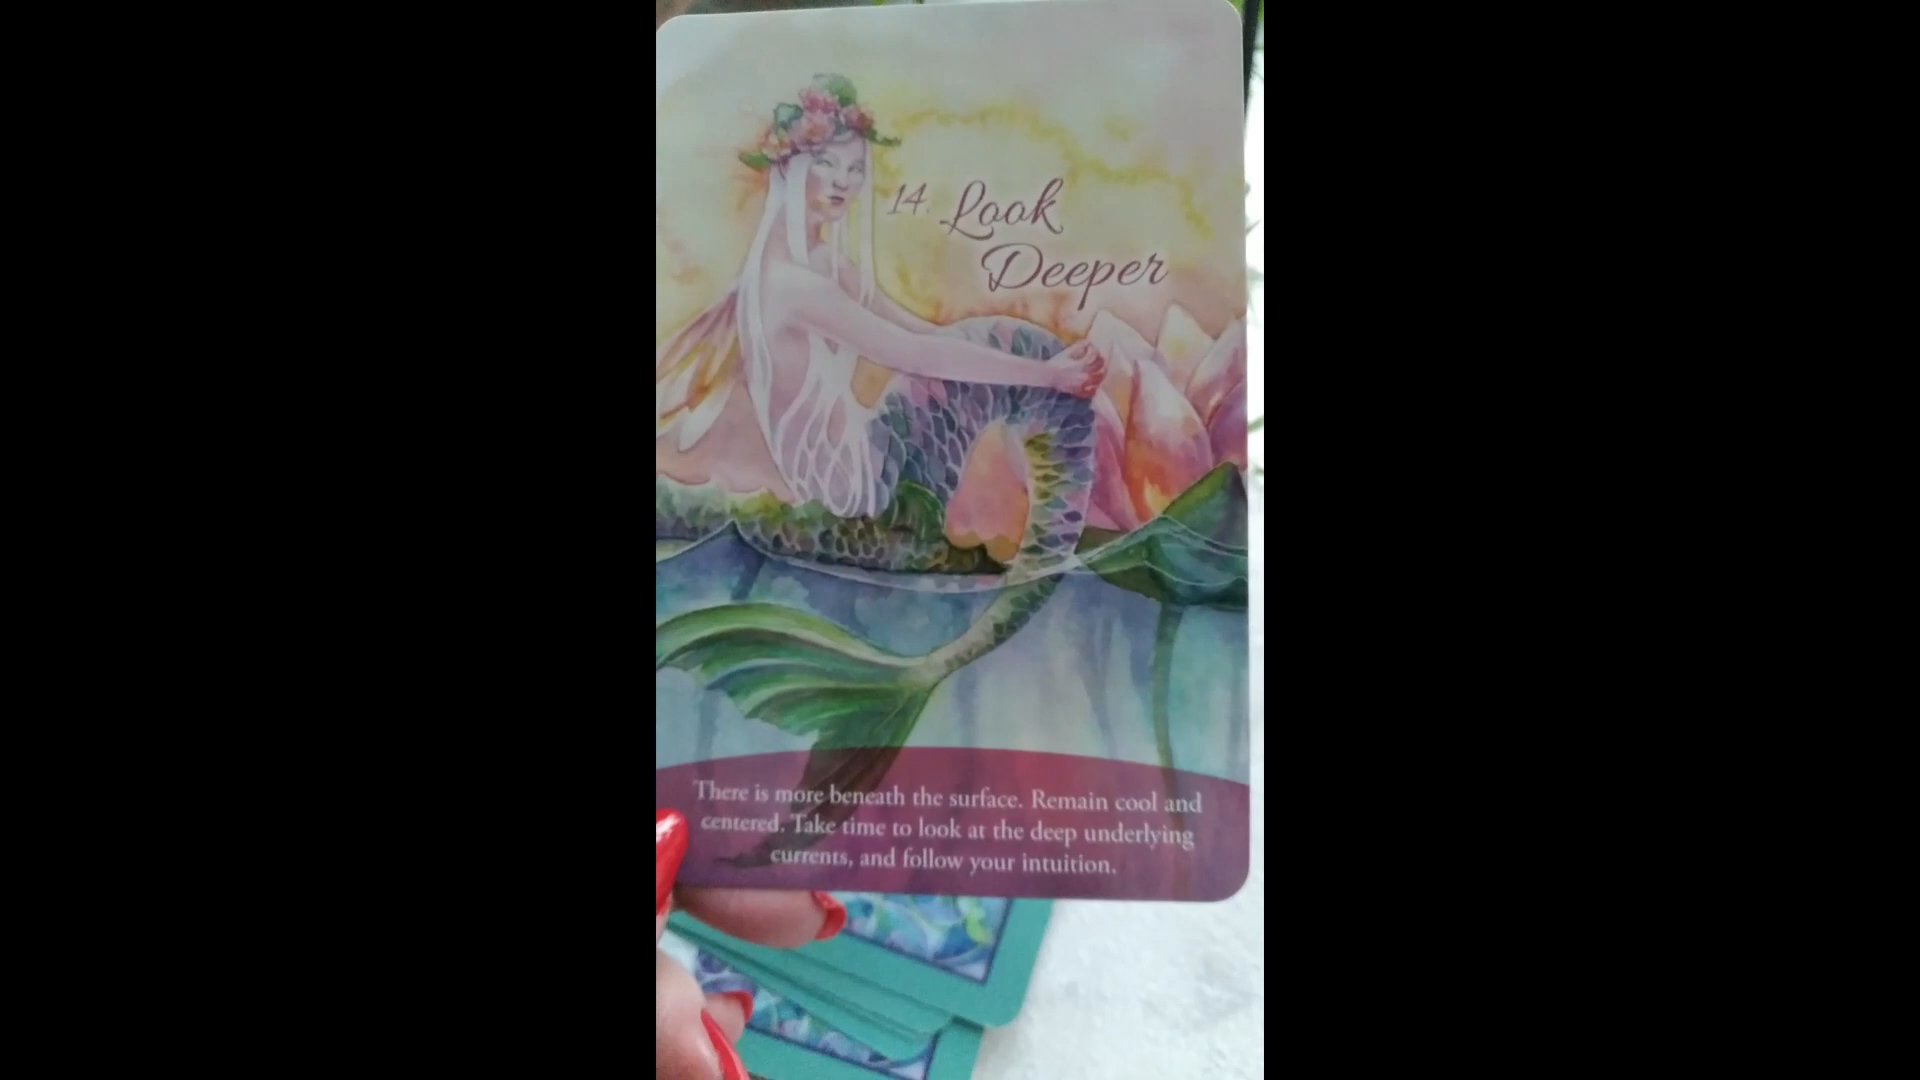 14. Look
Deeper
There is more beneath the surface. Remain cool and
centered. Take time to look at the deep underlying
currents, and follow your intuition.